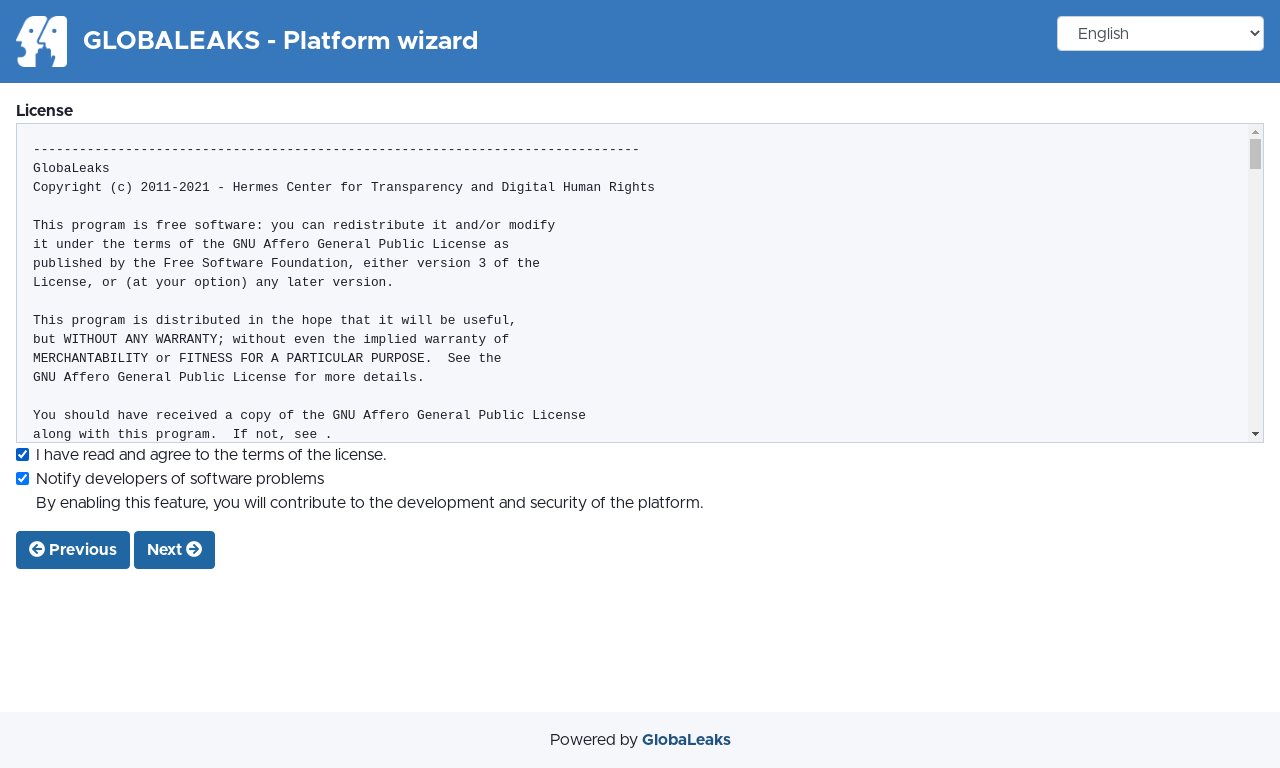 GLOBALEAKS - Platform wizard
English
License
-------------------------------------------------------------------------------
GlobaLeaks
Copyright (c) 2011-2021 - Hermes Center for Transparency and Digital Human Rights
This program is free software: you can redistribute it and/or modify
it under the terms of the GNU Affero General Public License as
published by the Free Software Foundation, either version 3 of the
License, or (at your option) any later version.
This program is distributed in the hope that it will be useful,
but WITHOUT ANY WARRANTY; without even the implied warranty of
MERCHANTABILITY or FITNESS FOR A PARTICULAR PURPOSE.  See the
GNU Affero General Public License for more details.
You should have received a copy of the GNU Affero General Public License
along with this program.  If not, see .
I have read and agree to the terms of the license.
Notify developers of software problems
By enabling this feature, you will contribute to the development and security of the platform.
Previous
Next
Powered by GlobaLeaks